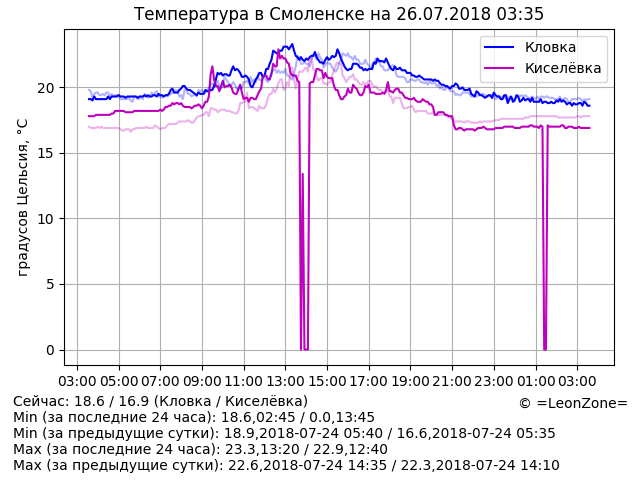 Температура в Смоленске на 26.07.2018 03:35
Кловка
Киселёвка
градусов Цельсия, °C
20
15
10
5
0
03:00 05:00 07:00 09:00 11:00 13:00 15:00 17:00 19:00 21:00 23:00 01:00 03:00
Сейчас: 18.6 / 16.9 (Кловка / Киселёвка)
© =LeonZone=
Min (за последние 24 часа): 18.6,02:45 / 0.0,13:45
Min (за предыдущие сутки): 18.9,2018-07-24 05:40 / 16.6,2018-07-24 05:35
Max (за последние 24 часа): 23.3,13:20 / 22.9,12:40
Max (за предыдущие сутки): 22.6,2018-07-24 14:35 / 22.3,2018-07-24 14:10